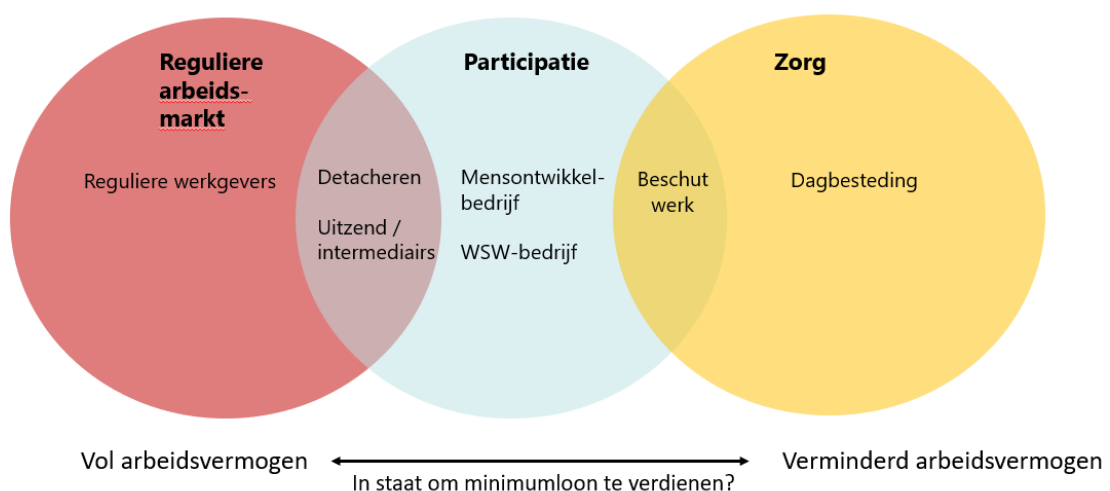 Reguliere
arbeids-
markt
Participatie
Zorg
Reguliere werkgevers
Detacheren
Uitzend /
intermediairs
Mensontwikkel-
bedrijf
WSW-bedrijf
Beschut
werk
Dagbesteding
Vol arbeidsvermogen
In staat om minimumloon te verdienen?
Verminderd arbeidsvermogen